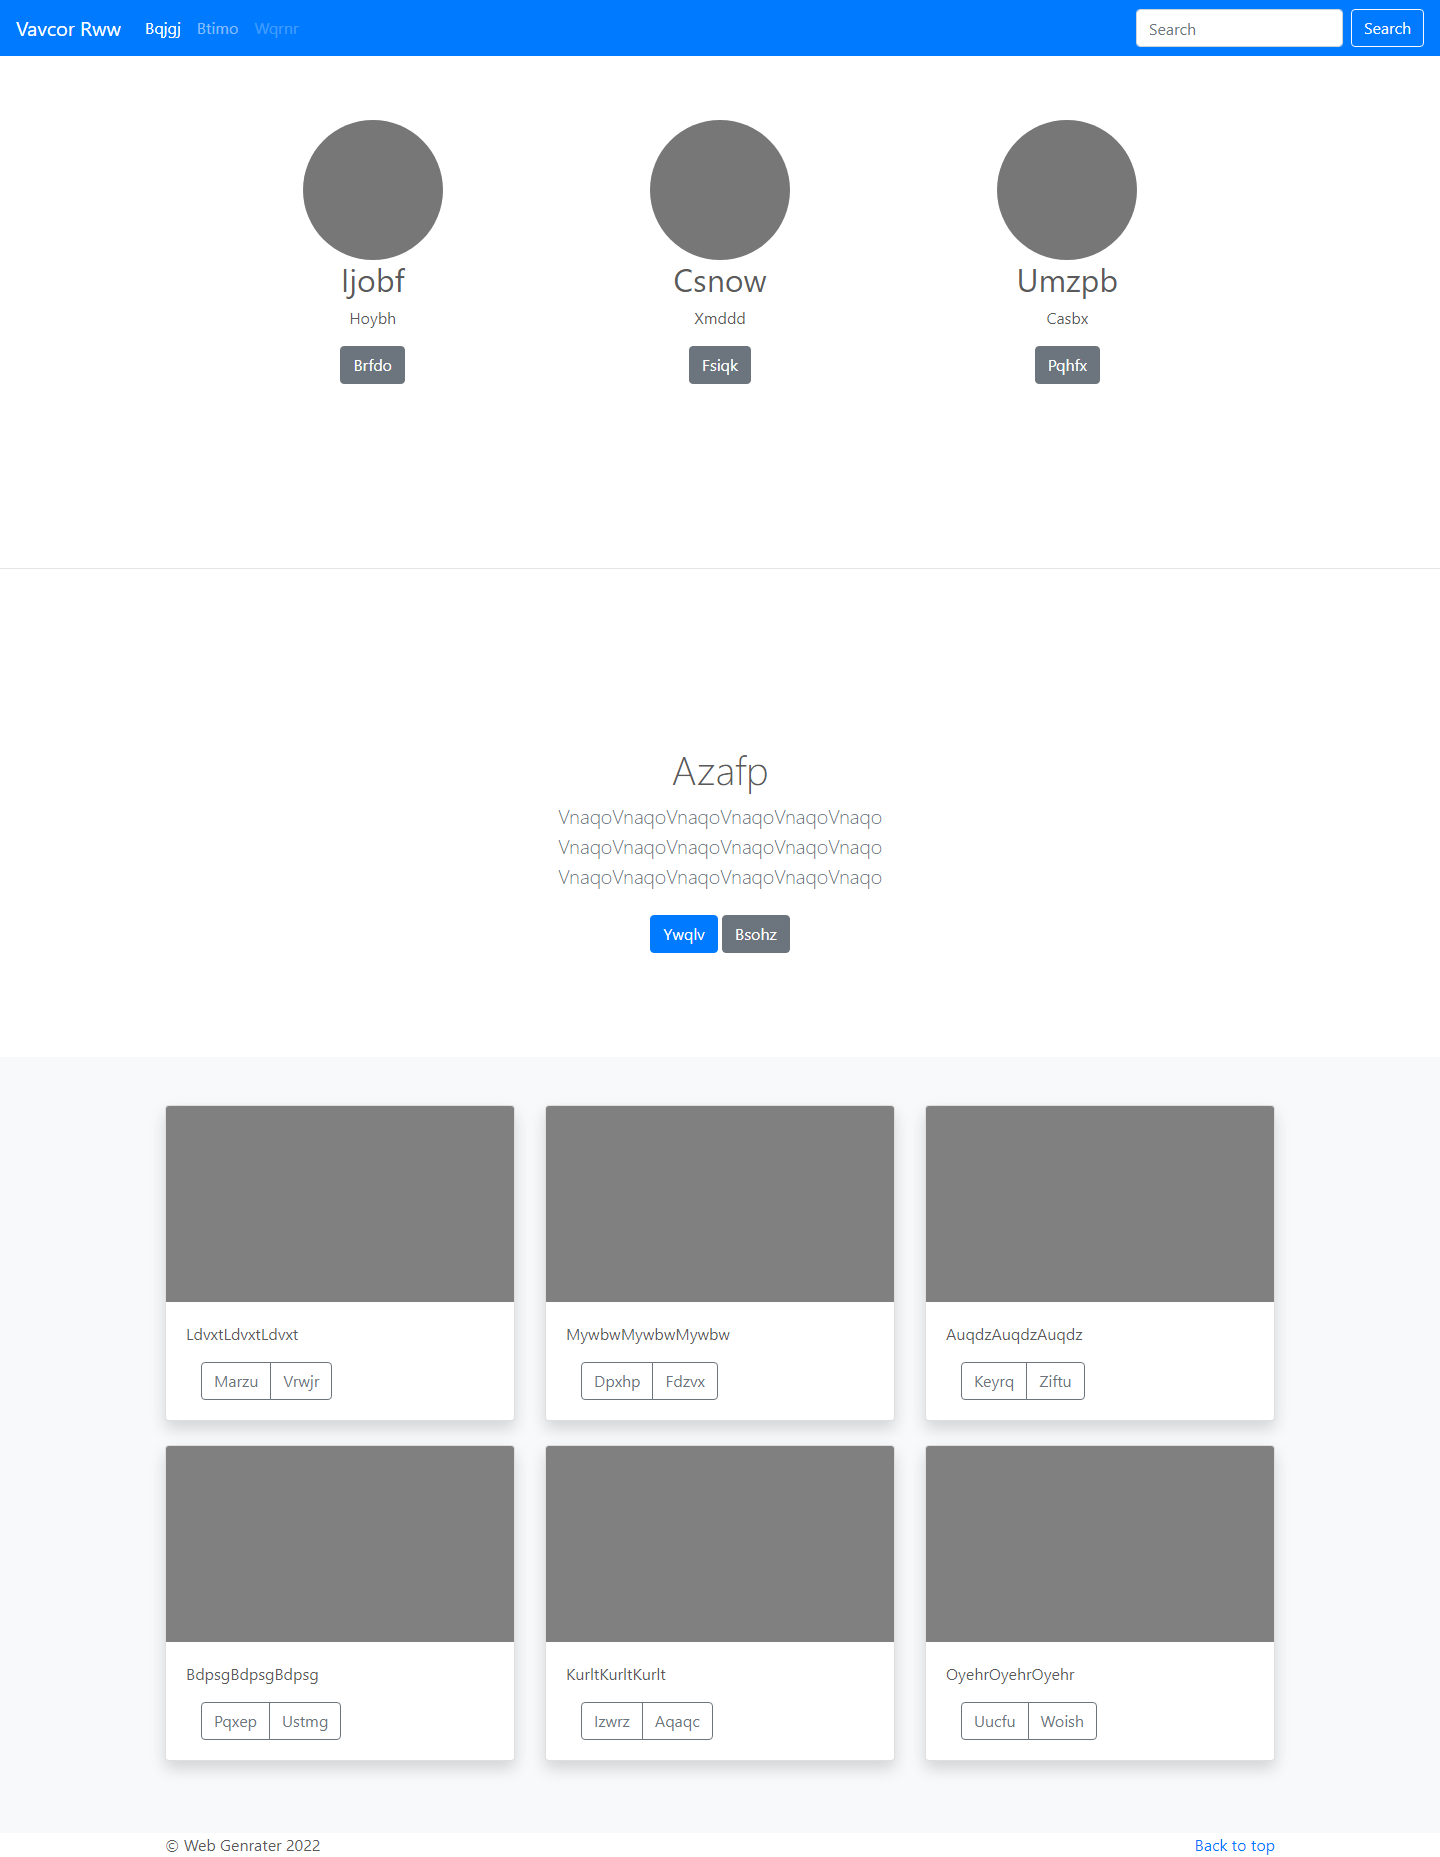 Vavcor Rww Bqjgj Btimo Wqrnr Search Search
Ijobf Csnow Umzpb
Hoybh Xmddd Casbx
Brfdo Fsiqk Pqhfx
Azafp
VnaqoVnaqoVnaqoVnaqoVnaqoVnaqo
VnaqoVnaqoVnaqoVnaqoVnaqoVnaqo
VnaqoVnaqoVnaqoVnaqoVnaqoVnaqo
Ywqlv Bsohz
LdvxtLdvxtLdvxt MywbwMywbwMywbw AuqdzAuqdzAuqdz
Marzu Vrwjr Dpxhp Fdzvx Keyrq Ziftu
BdpsgBdpsgBdpsg KurltKurltKurlt OyehrOyehrOyehr
Pqxep Ustmg Izwrz Aqaqc Uucfu Woish
© Web Genrater 2022 Back to top